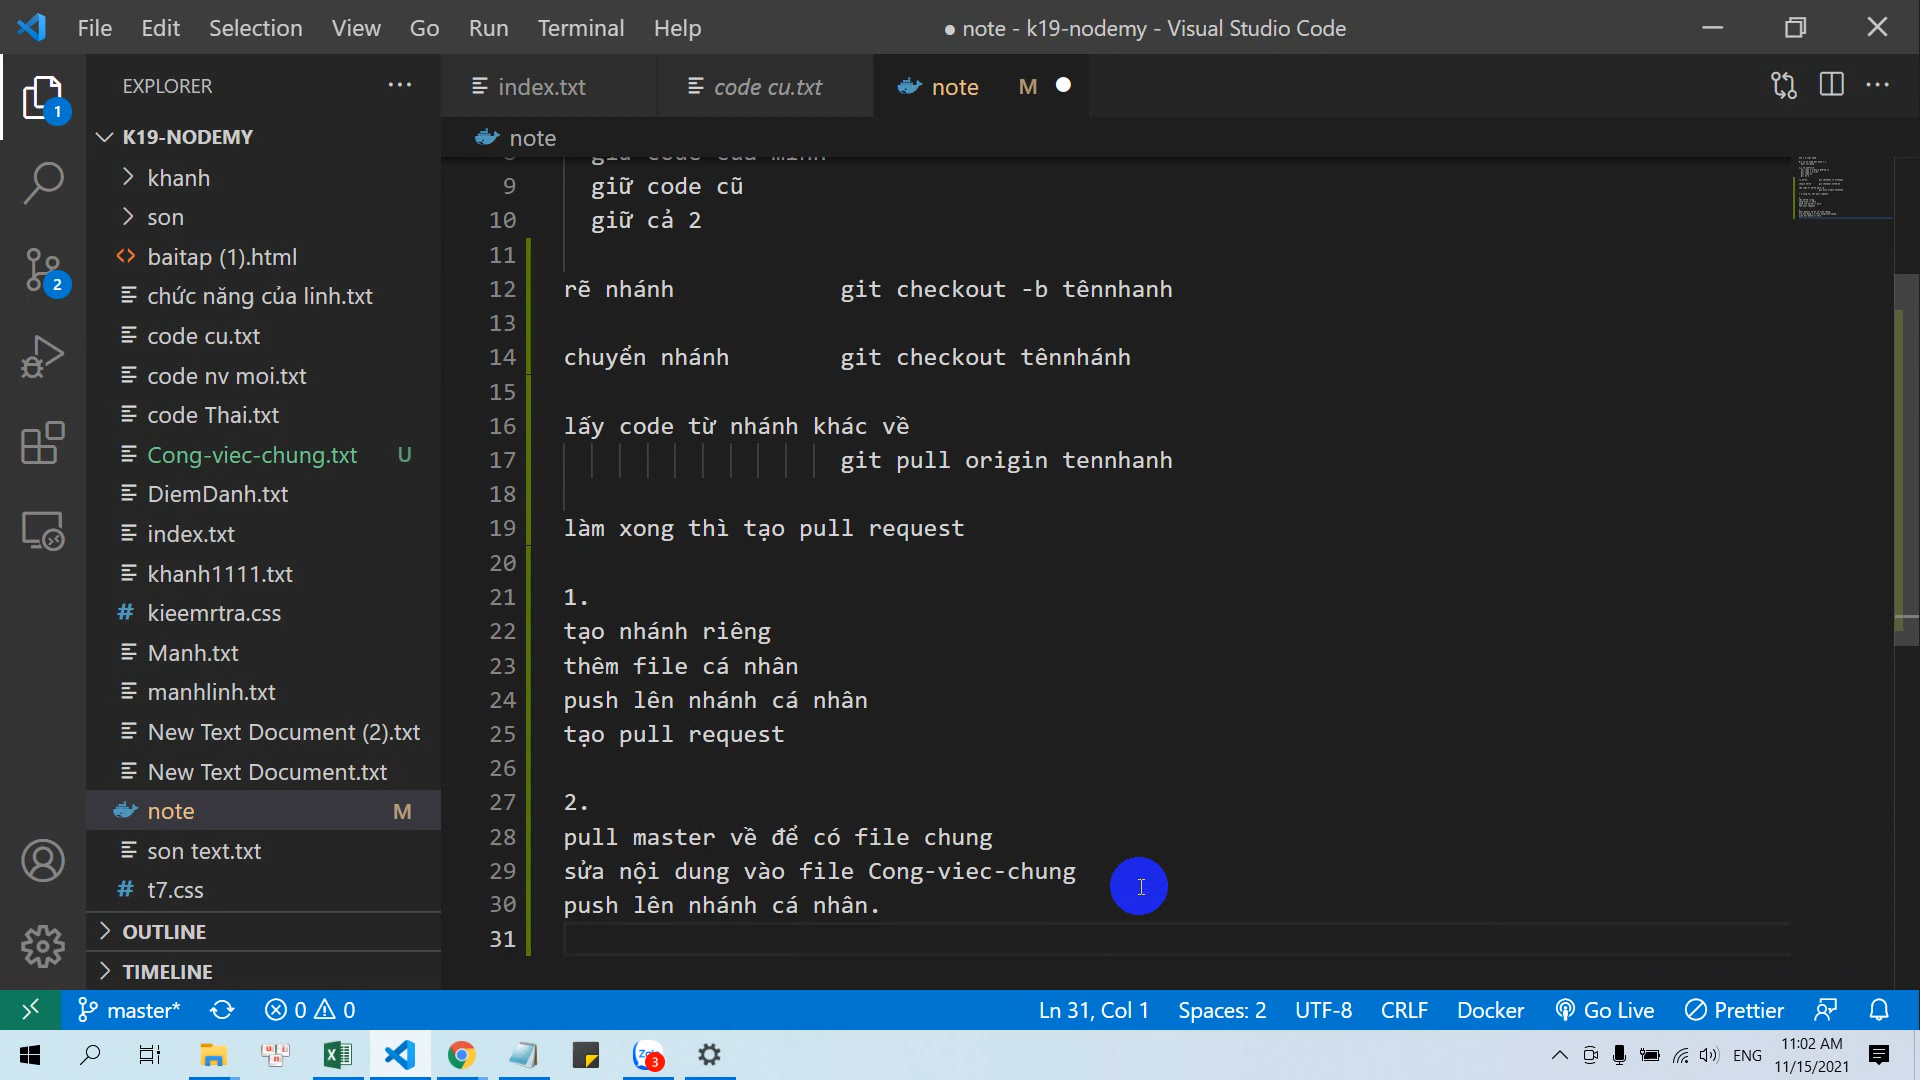 File Edit Selection View Go Run Terminal Help
● note - k19-nodemy - Visual Studio Code
EXPLORER
index.txt
code cu.txt
note M
note
K19-NODEMY
khanh
son
baitap (1).html
chức năng của linh.txt
code cu.txt
code nv moi.txt
code Thai.txt
Cong-viec-chung.txt U
DiemDanh.txt
index.txt
khanh1111.txt
kieemrtra.css
Manh.txt
manhlinh.txt
New Text Document (2).txt
New Text Document.txt
note M
son text.txt
t7.css
OUTLINE
TIMELINE
1
2
9 giữ code cũ
10 giữ cả 2
11
12 rẽ nhánh git checkout -b tênnhanh
13
14 chuyển nhánh git checkout tênnhánh
15
16 lấy code từ nhánh khác về
17 git pull origin tennhanh
18
19 làm xong thì tạo pull request
20
21 1.
22 tạo nhánh riêng
23 thêm file cá nhân
24 push lên nhánh cá nhân
25 tạo pull request
26
27 2.
28 pull master về để có file chung
29 sửa nội dung vào file Cong-viec-chung
30 push lên nhánh cá nhân.
31
master* 0 0 Ln 31, Col 1 Spaces: 2 UTF-8 CRLF Docker Go Live Prettier
3
ENG
11:02 AM
11/15/2021